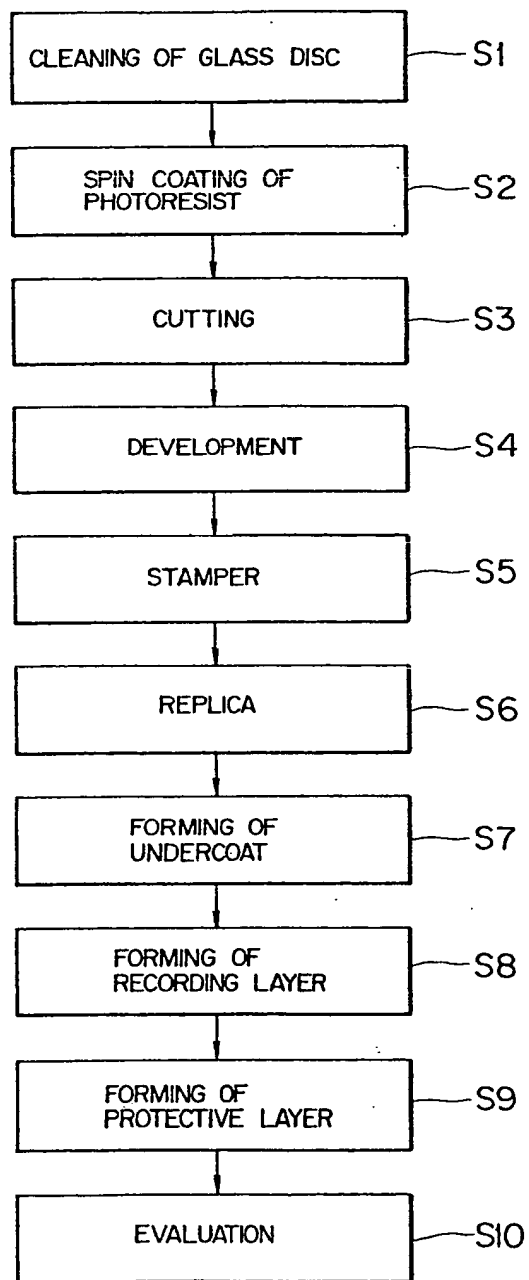 CLEANING OF GLASS DISC
S1
SPIN COATING OF
PHOTORESIST
S2
CUTTING
S3
DEVELOPMENT
S4
STAMPER
S5
REPLICA
S6
FORMING OF
UNDERCOAT
S7
FORMING OF
RECORDING LAYER
S8
FORMING OF
PROTECTIVE LAYER
S9
EVALUATION
S10